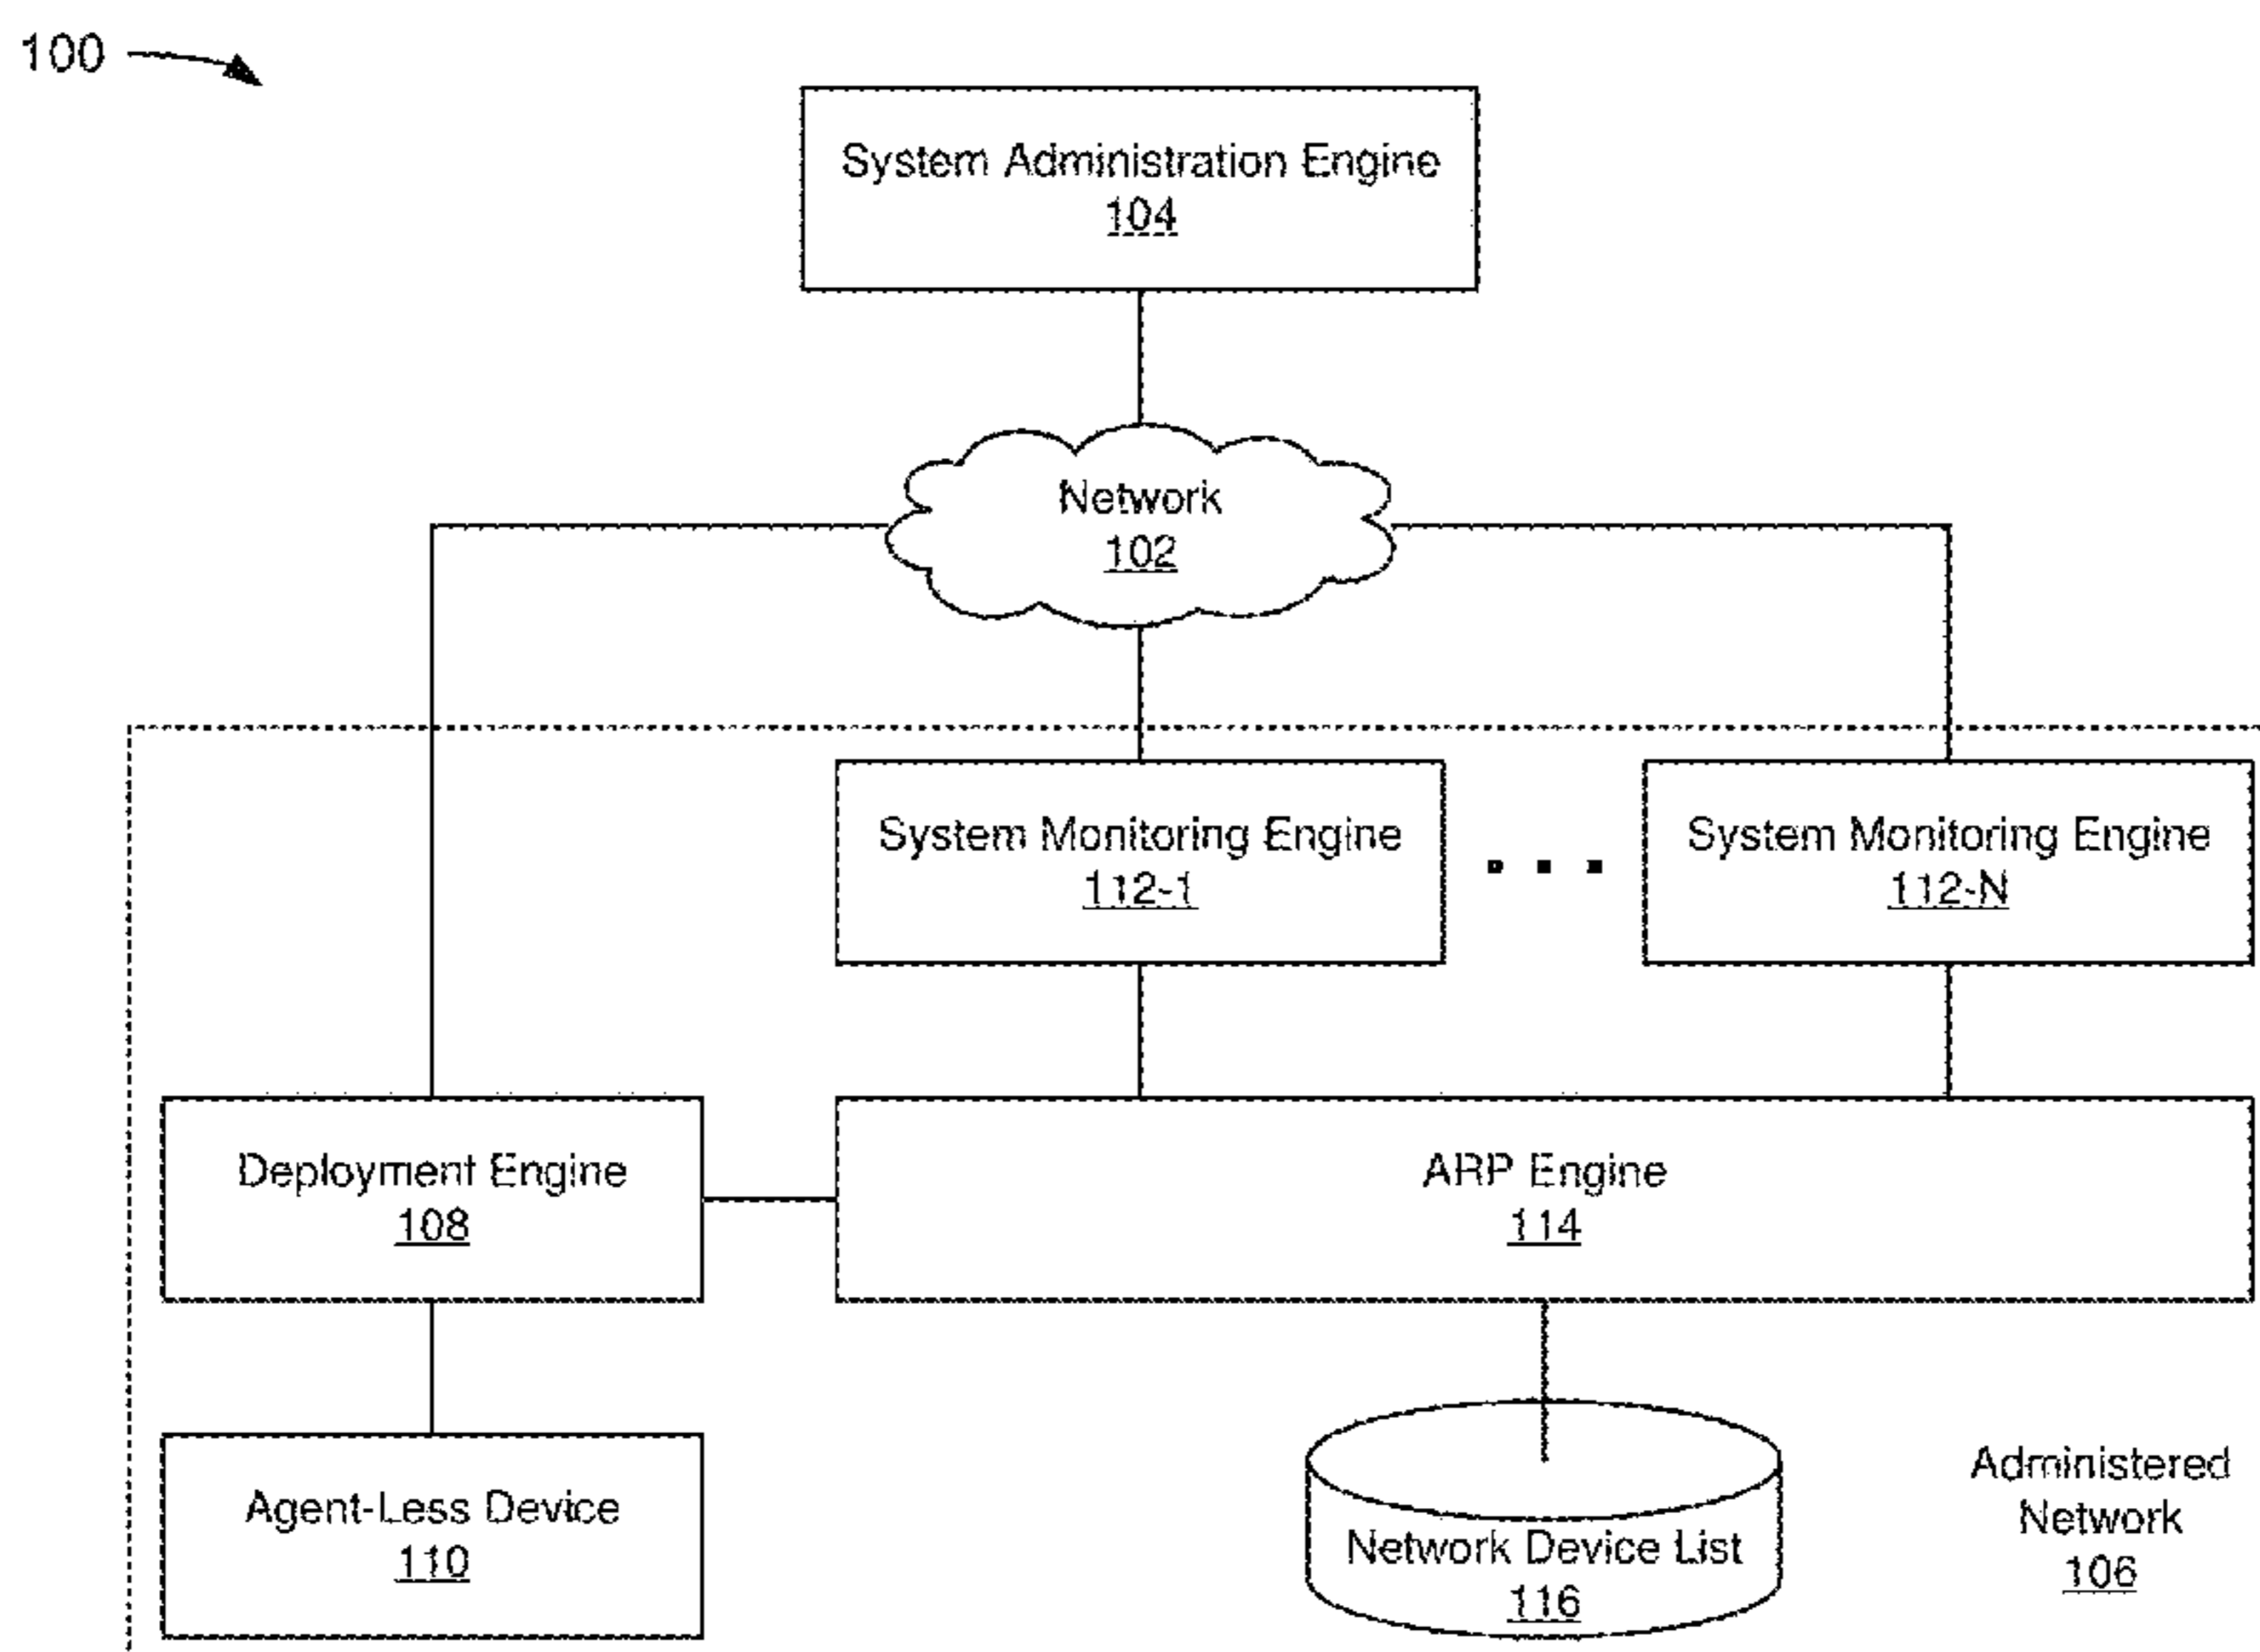 100
System Administration Engine
104
Network
102
System Monitoring Engine
112-1
System Monitoring Engine
112-N
Deployment Engine
108
ARP Engine
114
Agent-Less Device
110
Network Device List
116
Administered
Network
106